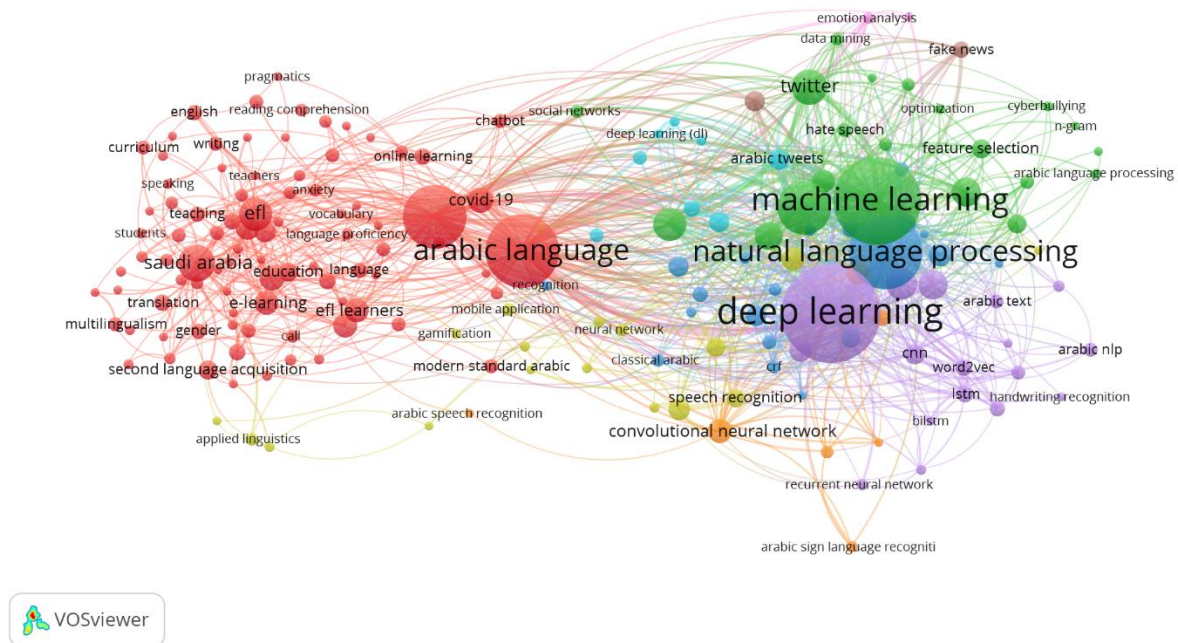 emotion analysis
data mining
fake news
pragmatics
twitter
english
reading comprehension
social networks
optimization
cyberbullying
chatbot
n-gram
deep learning (dl)
hate speech
curriculum
writing
online learning
arabic tweets
feature selection
teachers
arabic language processing
speaking
anxiety
covid-19
machine learning
teaching
efl
vocabulary
students
language proficiency
arabic language
natural language processing
saudi arabia
education
language
recognition
translation
e-learning
efl learners
mobile application
deep learning
arabic text
multilingualism
gender
call
gamification
neural network
second language acquisition
modern standard arabic
classical arabic
crf
cnn
arabic nlp
word2vec
speech recognition
lstm
handwriting recognition
arabic speech recognition
bilstm
applied linguistics
convolutional neural network
recurrent neural network
arabic sign language recogniti
VOSviewer